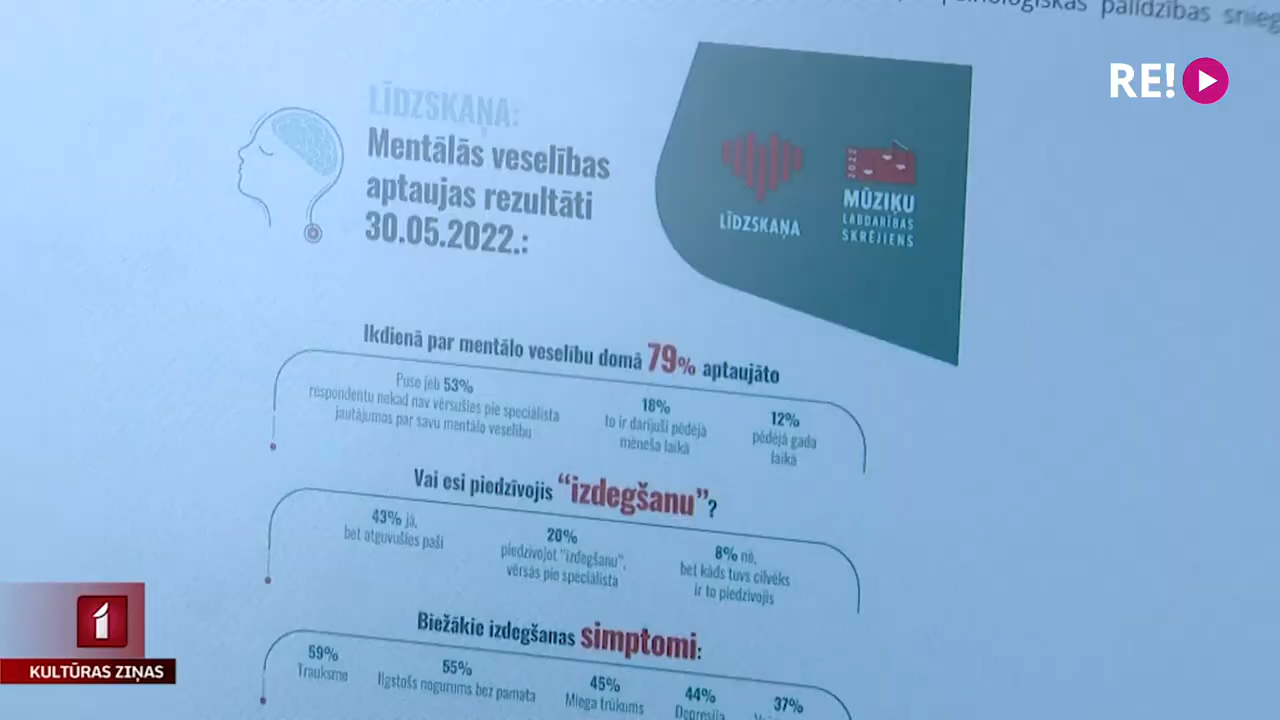 palīdzības
RE!
LĪDZSKAŅA:
Mentālās veselības
aptaujas rezultāti
30.05.2022.:
LĪDZSKAŅA
2022
MŪZIĶU
LABDARĪBAS
SKRĒJIENS
Ikdienā par mentālo veselību domā 79% aptaujāto
Puse jeb 53%
respondentu nekad nav vērsušies pie speciālista
jautājumos par savu mentālo veselību
18%
to ir darījuši pēdējā
mēneša laikā
12%
pēdējā gada
laikā
Vai esi piedzīvojis “izdegšanu”?
43% jā,
bet atguvušies paši
20%
piedzīvojot "izdegšanu",
vērsās pie speciālista
8% nē,
bet kāds tuvs cilvēks
ir to piedzīvojis
Biežākie izdegšanas simptomi:
59%
Trauksme
55%
Ilgstošs nogurums bez pamata
45%
Miega trūkums
44%
Depresija
37%
1
KULTŪRAS ZIŅAS